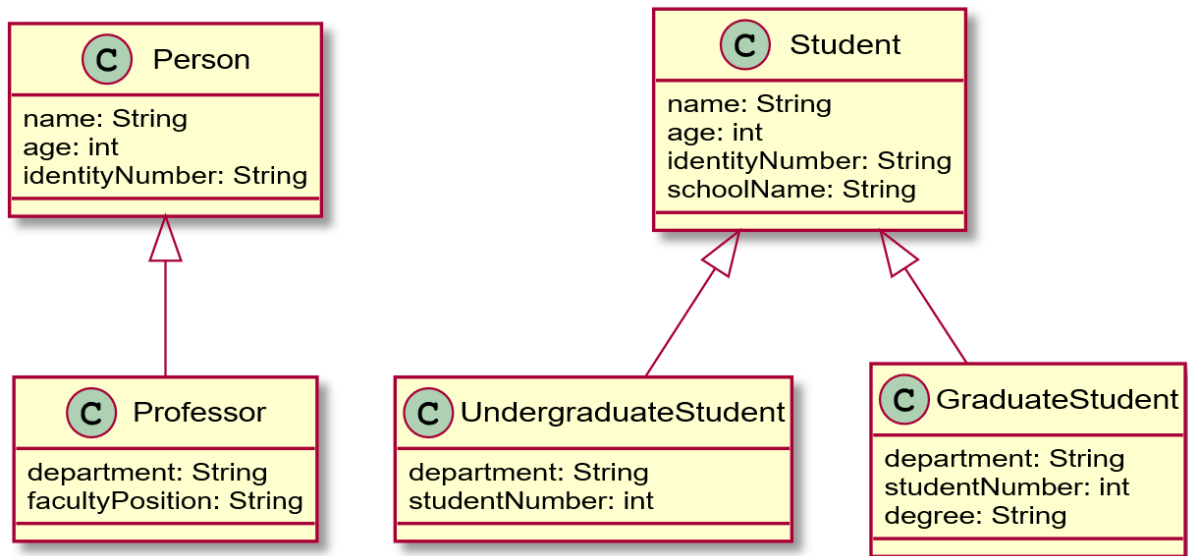 C Person
name: String
age: int
identityNumber: String
C Student
name: String
age: int
identityNumber: String
schoolName: String
C Professor
department: String
facultyPosition: String
C UndergraduateStudent
department: String
studentNumber: int
C GraduateStudent
department: String
studentNumber: int
degree: String